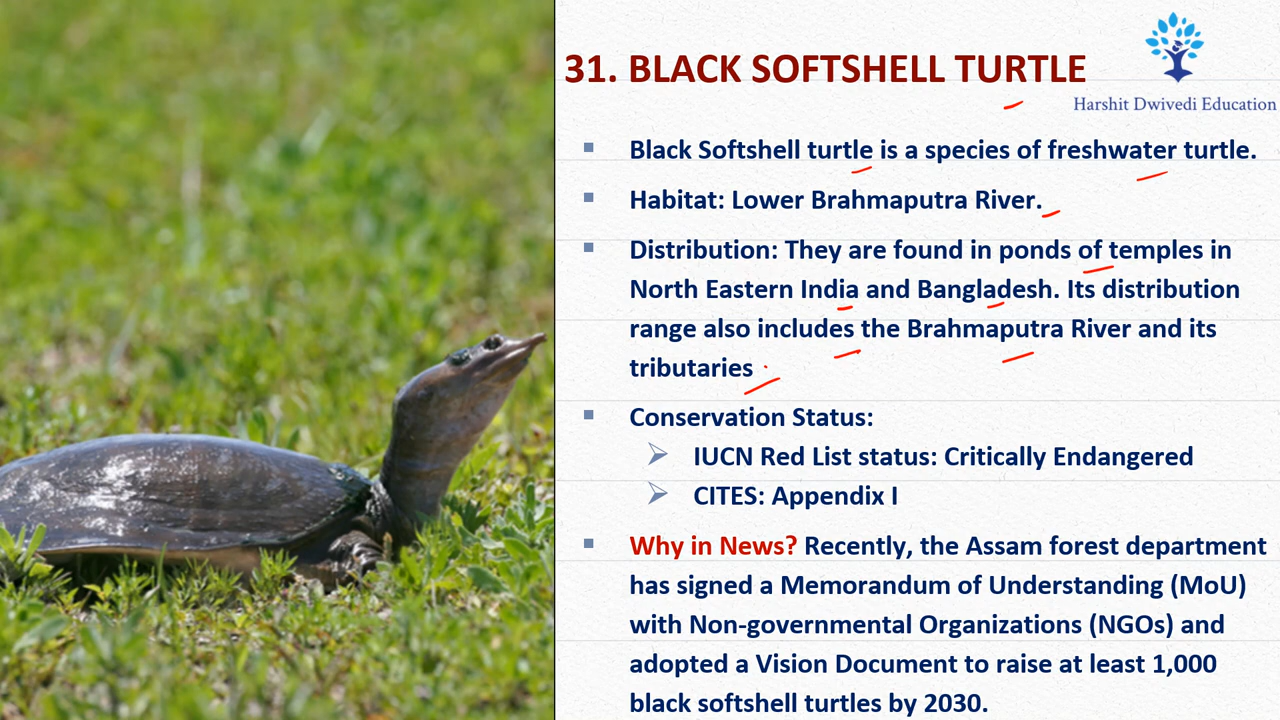 31. BLACK SOFTSHELL TURTLE
Harshit Dwivedi Education
▪ Black Softshell turtle is a species of freshwater turtle.
▪ Habitat: Lower Brahmaputra River.
▪ Distribution: They are found in ponds of temples in
North Eastern India and Bangladesh. Its distribution
range also includes the Brahmaputra River and its
tributaries
▪ Conservation Status:
➢ IUCN Red List status: Critically Endangered
➢ CITES: Appendix I
▪ Why in News? Recently, the Assam forest department
has signed a Memorandum of Understanding (MoU)
with Non-governmental Organizations (NGOs) and
adopted a Vision Document to raise at least 1,000
black softshell turtles by 2030.